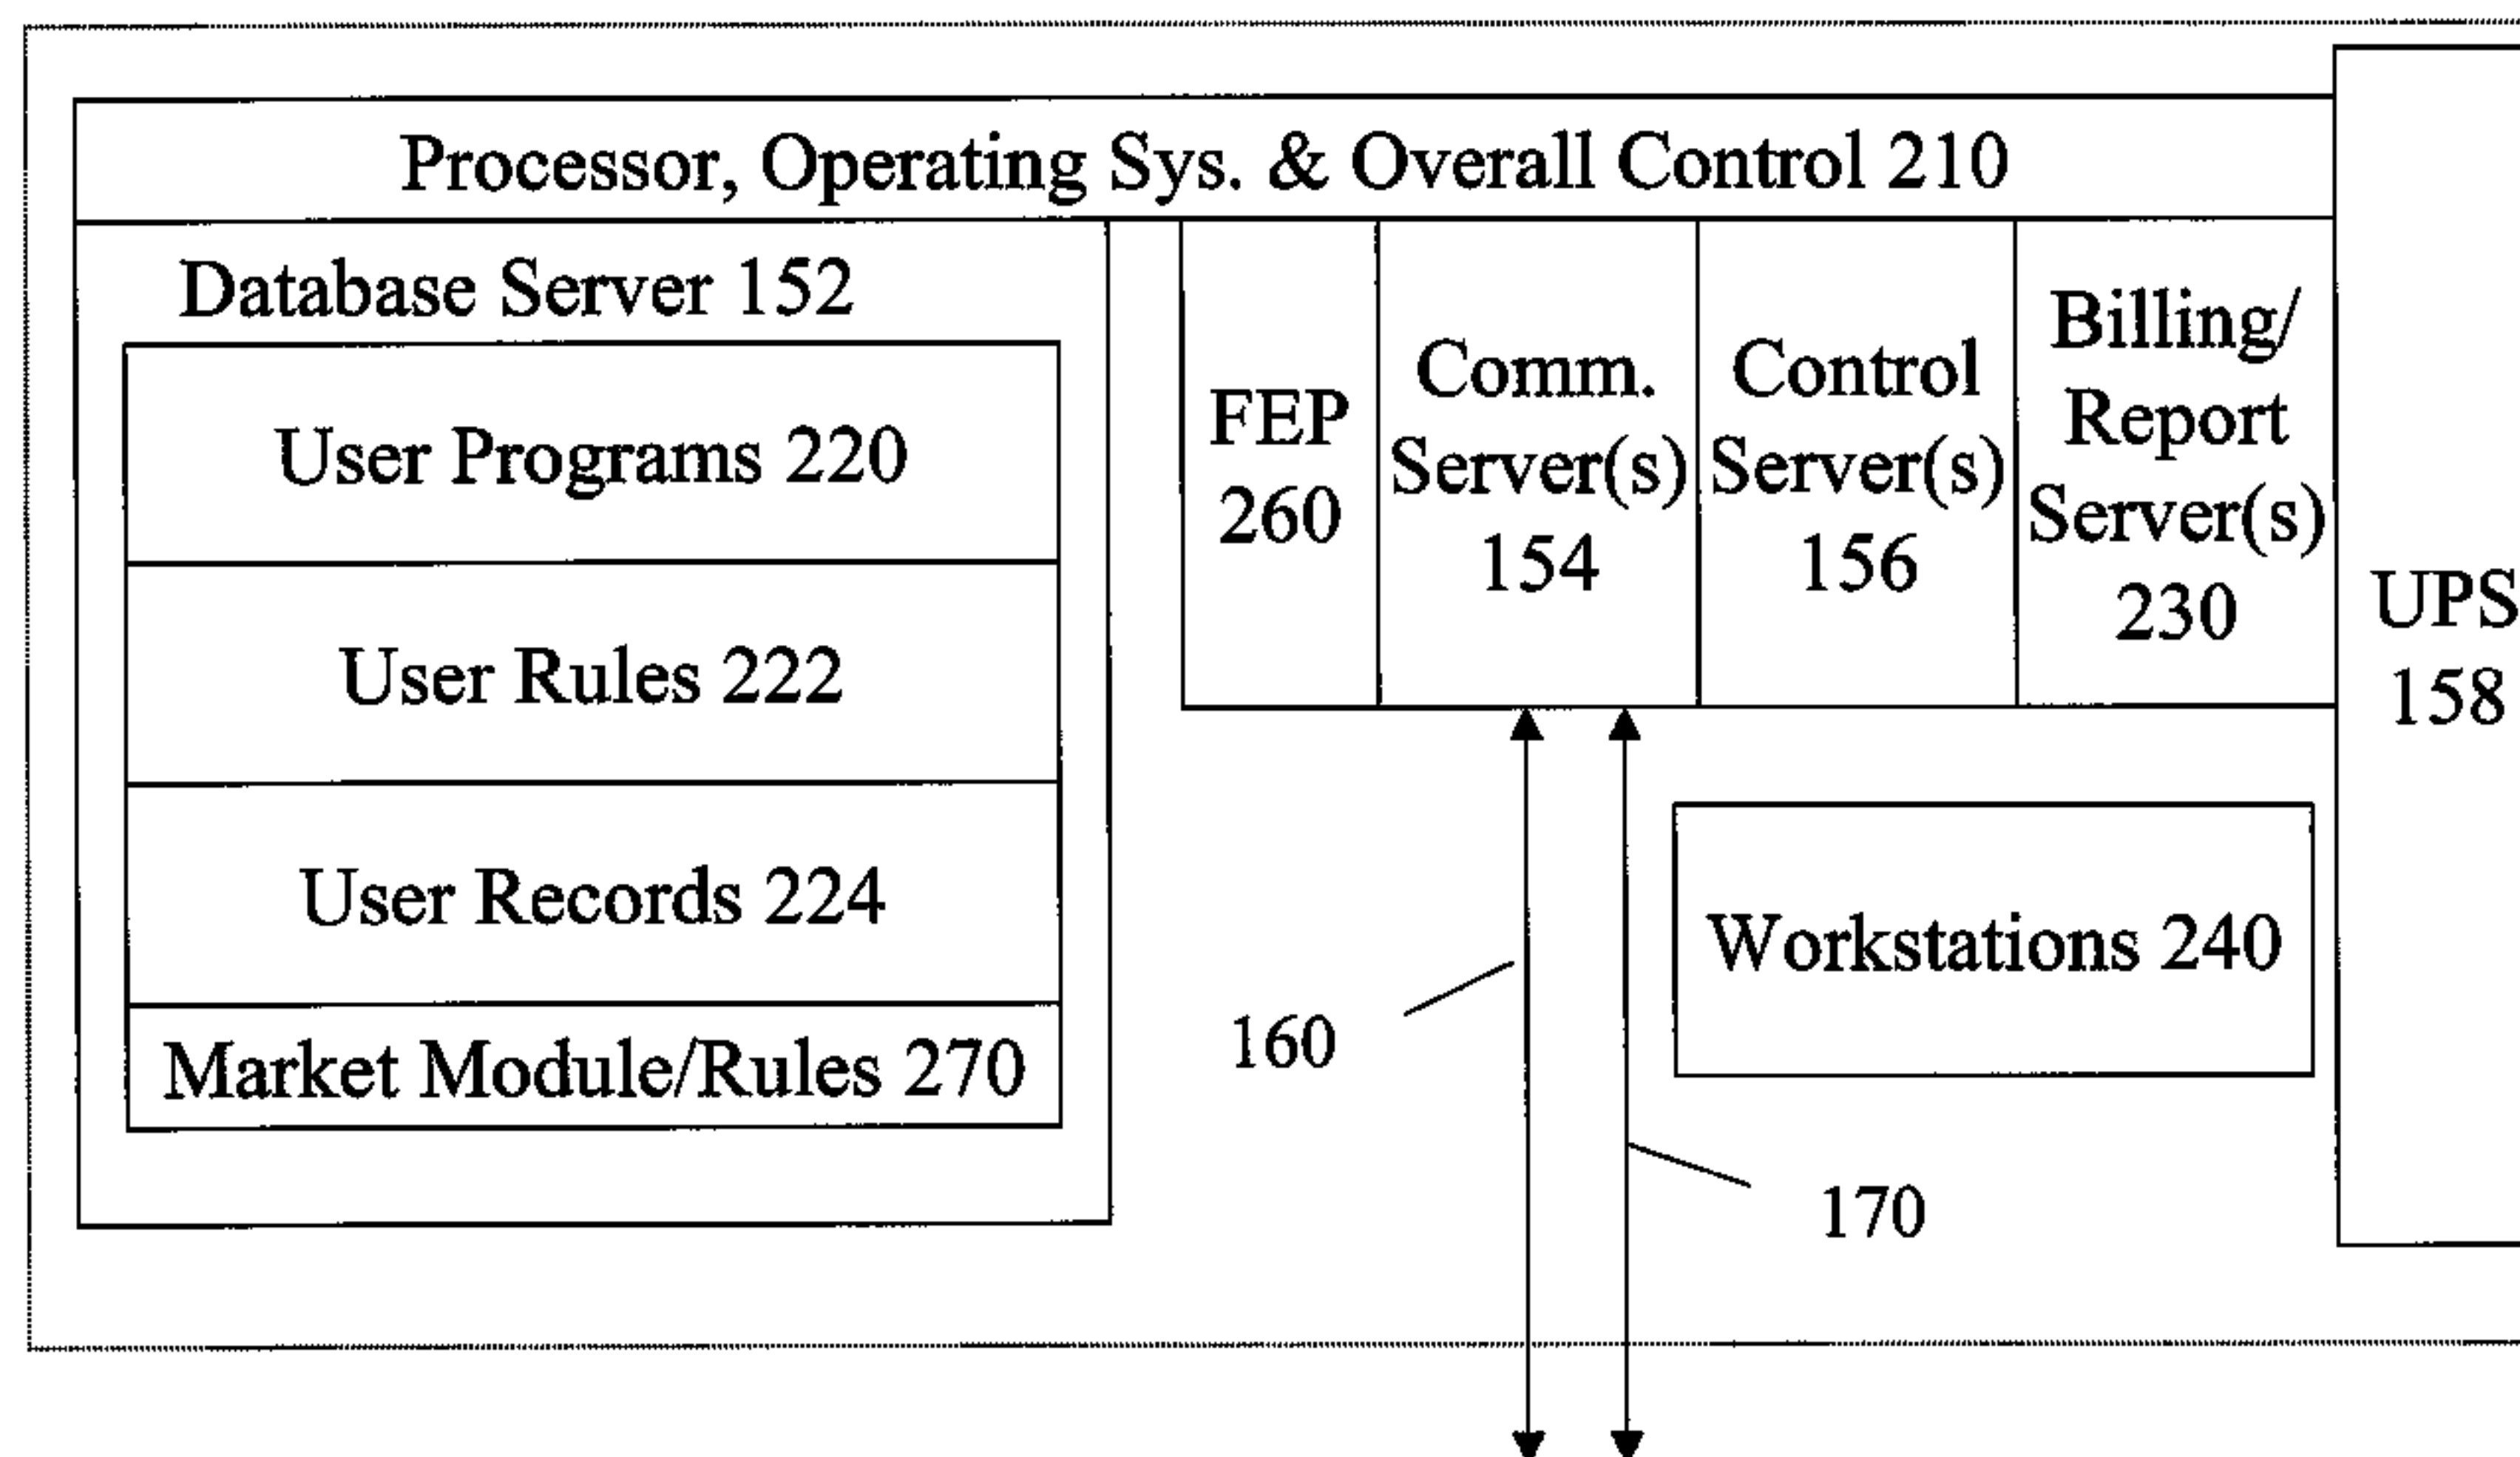 Processor, Operating Sys. & Overall Control 210
Database Server 152
User Programs 220
User Rules 222
User Records 224
Market Module/Rules 270
FEP
260
Comm.
Server(s)
154
Control
Server(s)
156
Billing/
Report
Server(s)
230
UPS
158
Workstations 240
160
170